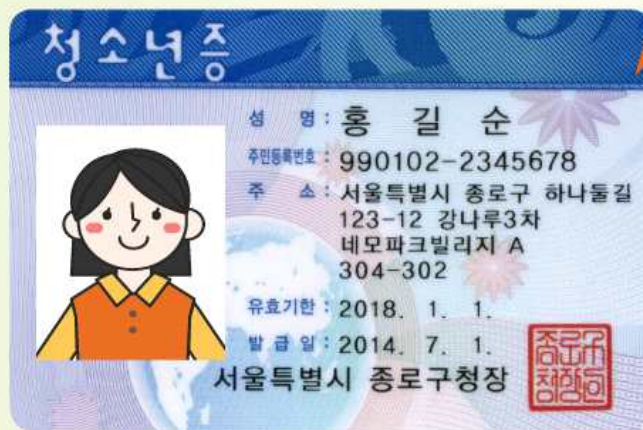 청소년증
성 명 : 홍 길 순
주민등록번호 : 990102-2345678
주 소 : 서울특별시 종로구 하나둘길
123-12 강나루3차
네모파크빌리지 A
304-302
유효기한 : 2018. 1. 1.
발 급 일 : 2014. 7. 1.
서울특별시 종로구청장